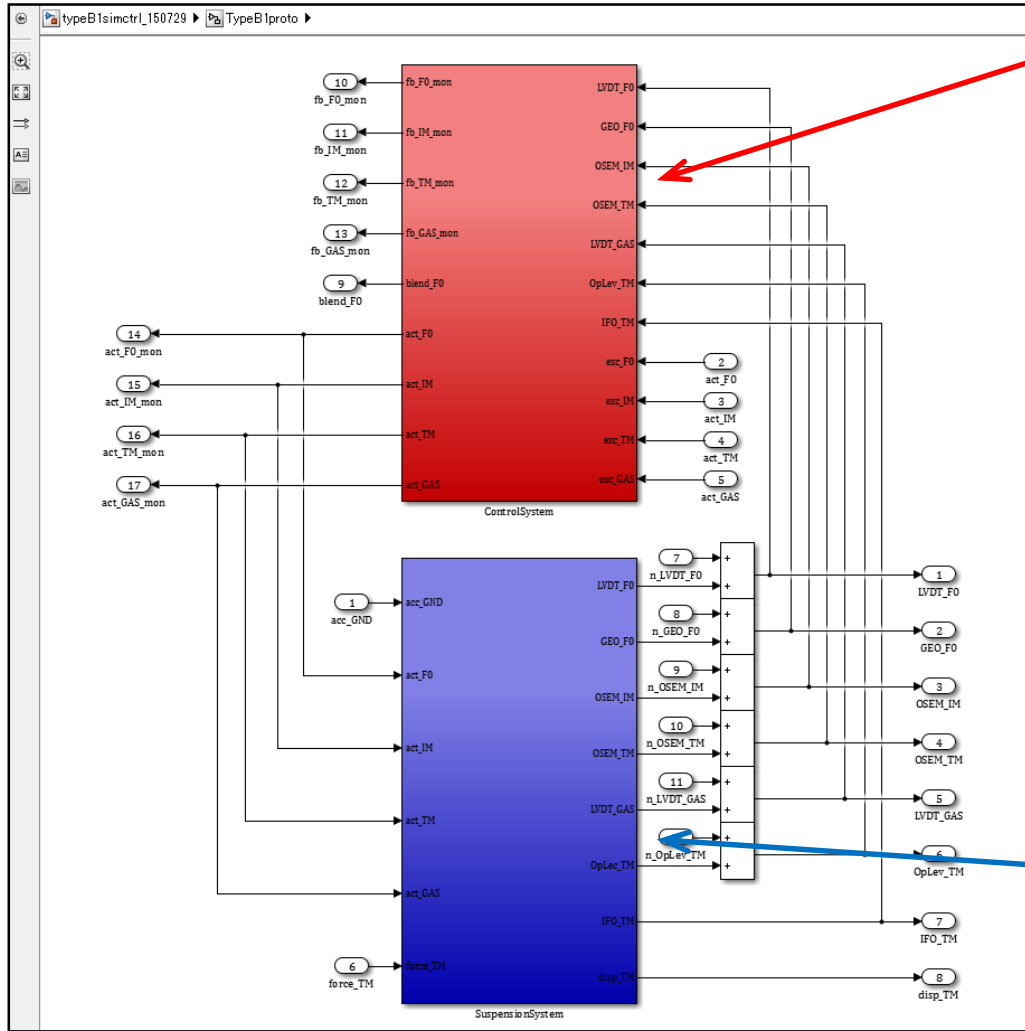 typeB1simctrl_150729 TypeB1proto
10
fb_F0_mon
11
fb_IM_mon
12
fb_TM_mon
13
fb_GAS_mon
9
blend_F0
14
act_F0_mon
15
act_IM_mon
16
act_TM_mon
17
act_GAS_mon
fb_F0_mon
fb_IM_mon
fb_TM_mon
fb_GAS_mon
blend_F0
act_F0
act_IM
act_TM
act_GAS
LVDT_F0
GEO_F0
OSEM_IM
OSEM_TM
LVDT_GAS
OpLev_TM
IFO_TM
exc_F0
exc_IM
exc_TM
exc_GAS
ControlSystem
2
act_F0
3
act_IM
4
act_TM
5
act_GAS
1
acc_GND
6
force_TM
acc_GND
act_F0
act_IM
act_TM
act_GAS
force_TM
LVDT_F0
GEO_F0
OSEM_IM
OSEM_TM
LVDT_GAS
OpLec_TM
IFO_TM
disp_TM
SuspensionSystem
7
n_LVDT_F0
8
n_GEO_F0
9
n_OSEM_IM
10
n_OSEM_TM
11
n_LVDT_GAS
n_OpLev_TM
+
+
+
+
+
+
+
+
+
+
+
+
1
LVDT_F0
2
GEO_F0
3
OSEM_IM
4
OSEM_TM
5
LVDT_GAS
6
OpLev_TM
7
IFO_TM
8
disp_TM